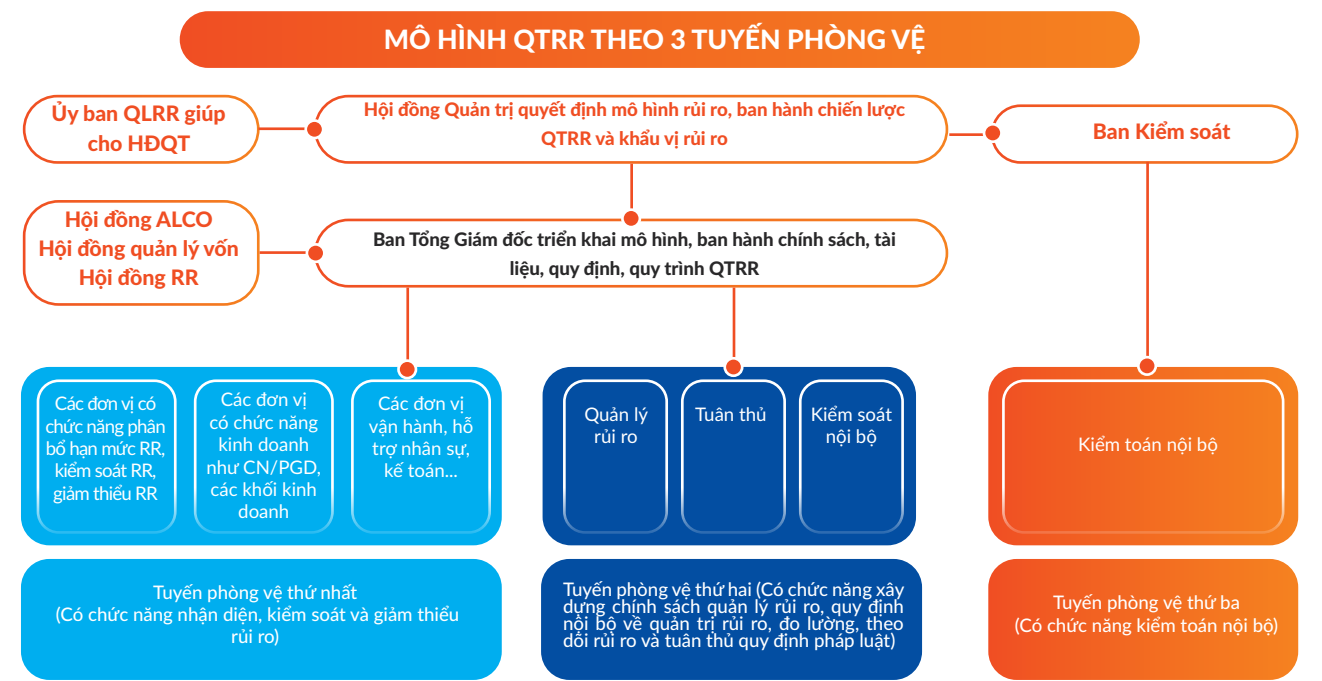 MÔ HÌNH QTRR THEO 3 TUYẾN PHÒNG VỆ
Ủy ban QLRR giúp
cho HĐQT
Hội đồng Quản trị quyết định mô hình rủi ro, ban hành chiến lược
QTRR và khẩu vị rủi ro
Ban Kiểm soát
Hội đồng ALCO
Hội đồng quản lý vốn
Hội đồng RR
Ban Tổng Giám đốc triển khai mô hình, ban hành chính sách, tài
liệu, quy định, quy trình QTRR
Các đơn vị có
chức năng phân
bổ hạn mức RR,
kiểm soát RR,
giảm thiểu RR
Các đơn vị
có chức năng
kinh doanh
như CN/PGD,
các khối kinh
doanh
Các đơn vị
vận hành, hỗ
trợ nhân sự,
kế toán...
Quản lý
rủi ro
Tuân thủ
Kiểm soát
nội bộ
Kiểm toán nội bộ
Tuyến phòng vệ thứ nhất
(Có chức năng nhận diện, kiểm soát và giảm thiểu
rủi ro)
Tuyến phòng vệ thứ hai (Có chức năng xây
dựng chính sách quản lý rủi ro, quy định
nội bộ về quản trị rủi ro, đo lường, theo
dõi rủi ro và tuân thủ quy định pháp luật)
Tuyến phòng vệ thứ ba
(Có chức năng kiểm toán nội bộ)